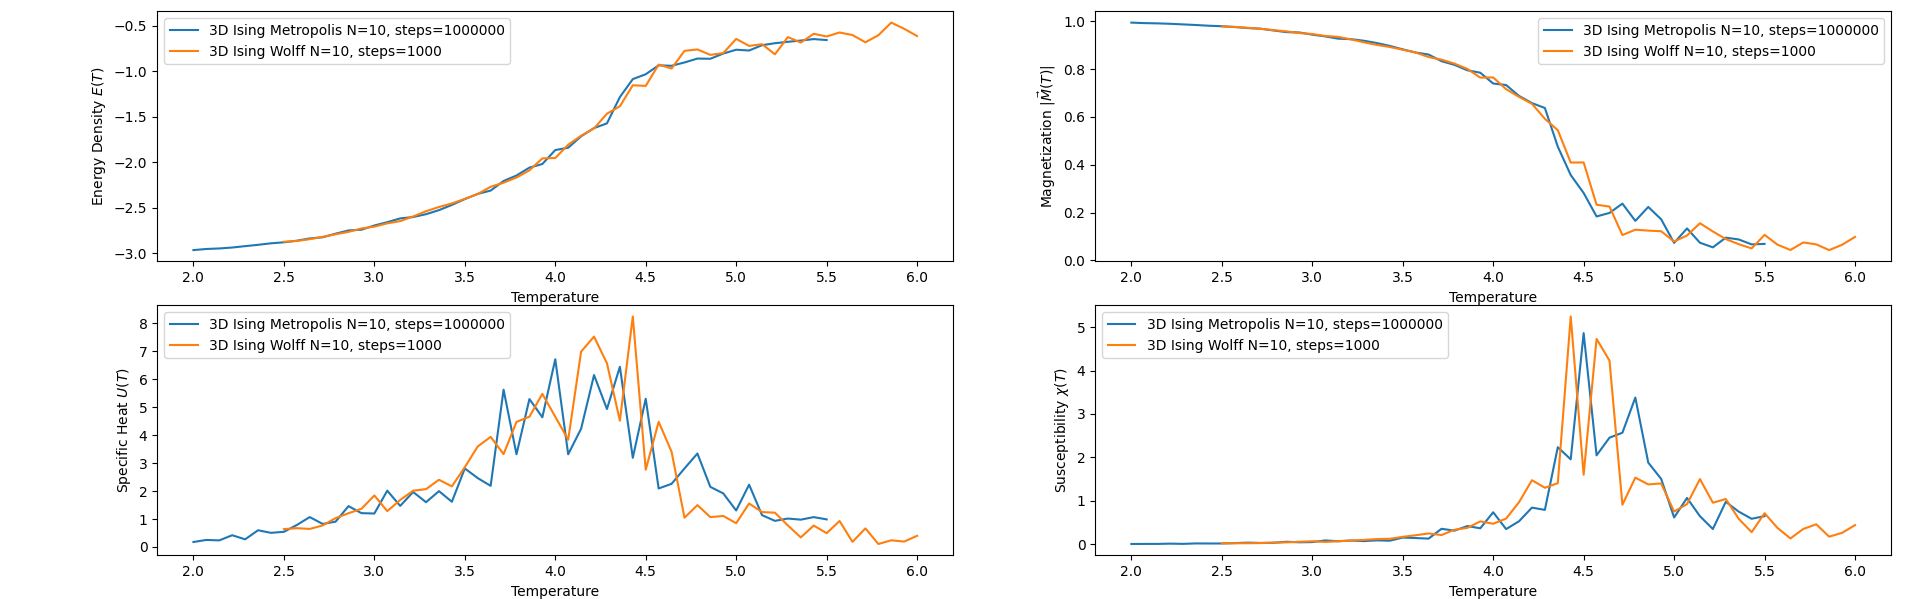 Energy Density E(T)
−0.5
−1.0
−1.5
−2.0
−2.5
−3.0
3D Ising Metropolis N=10, steps=1000000
3D Ising Wolff N=10, steps=1000
2.0 2.5 3.0 3.5 4.0 4.5 5.0 5.5 6.0
Temperature
Magnetization |M⃗(T)|
1.0
0.8
0.6
0.4
0.2
0.0
3D Ising Metropolis N=10, steps=1000000
3D Ising Wolff N=10, steps=1000
2.0 2.5 3.0 3.5 4.0 4.5 5.0 5.5 6.0
Temperature
Specific Heat U(T)
8
7
6
5
4
3
2
1
0
3D Ising Metropolis N=10, steps=1000000
3D Ising Wolff N=10, steps=1000
2.0 2.5 3.0 3.5 4.0 4.5 5.0 5.5 6.0
Temperature
Susceptibility χ(T)
5
4
3
2
1
0
3D Ising Metropolis N=10, steps=1000000
3D Ising Wolff N=10, steps=1000
2.0 2.5 3.0 3.5 4.0 4.5 5.0 5.5 6.0
Temperature